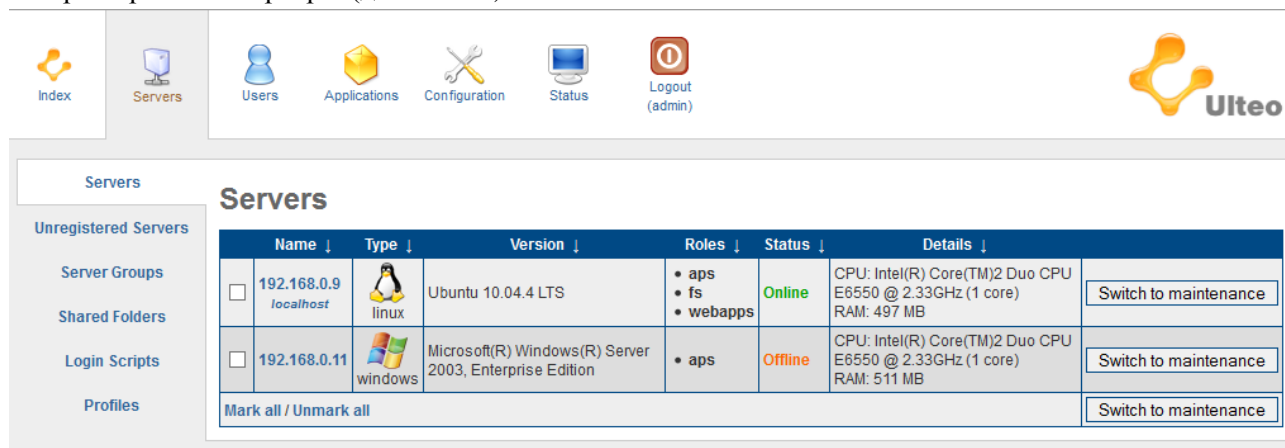 Index
Servers
Users
Applications
Configuration
Status
Logout
(admin)
Ulteo
Servers
Unregistered Servers
Server Groups
Shared Folders
Login Scripts
Profiles
Servers
Name ↓ Type ↓ Version ↓ Roles ↓ Status ↓ Details ↓
192.168.0.9
localhost
linux
Ubuntu 10.04.4 LTS
• aps
• fs
• webapps
Online
CPU: Intel(R) Core(TM)2 Duo CPU
E6550 @ 2.33GHz (1 core)
RAM: 497 MB
Switch to maintenance
192.168.0.11
windows
Microsoft(R) Windows(R) Server
2003, Enterprise Edition
• aps
Offline
CPU: Intel(R) Core(TM)2 Duo CPU
E6550 @ 2.33GHz (1 core)
RAM: 511 MB
Switch to maintenance
Mark all / Unmark all
Switch to maintenance